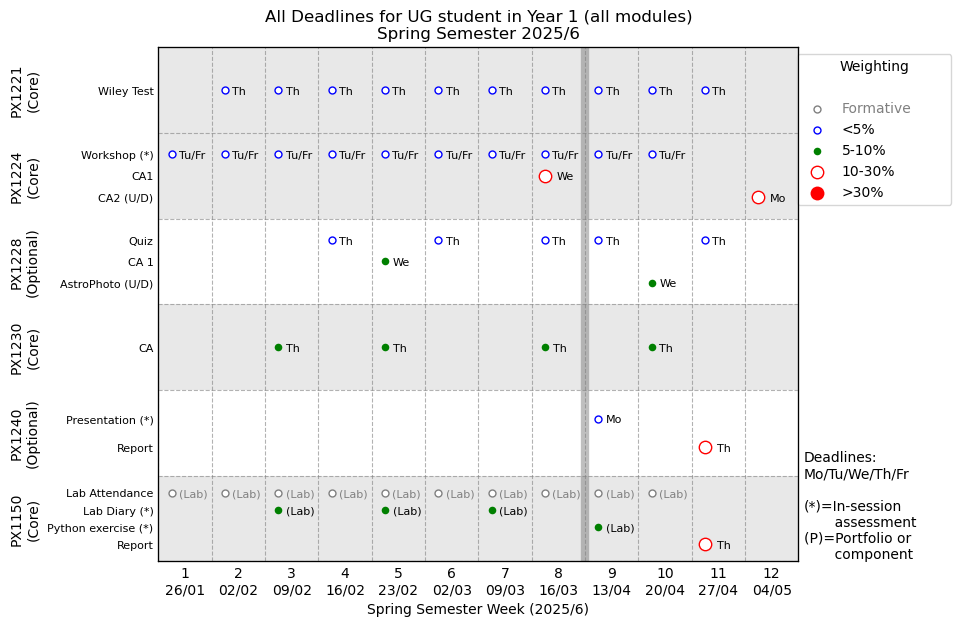 All Deadlines for UG student in Year 1 (all modules)
Spring Semester 2025/6
PX1221
(Core)
Wiley Test Th Th Th Th Th Th Th Th Th Th
PX1224
(Core)
Workshop (*) Tu/Fr Tu/Fr Tu/Fr Tu/Fr Tu/Fr Tu/Fr Tu/Fr Tu/Fr Tu/Fr Tu/Fr
CA1 We
CA2 (U/D) Mo
PX1228
(Optional)
Quiz Th Th Th Th Th
CA 1 We
AstroPhoto (U/D) We
PX1230
(Core)
CA Th Th Th Th
PX1240
(Optional)
Presentation (*) Mo
Report Th
PX1150
(Core)
Lab Attendance (Lab) (Lab) (Lab) (Lab) (Lab) (Lab) (Lab) (Lab) (Lab) (Lab)
Lab Diary (*) (Lab) (Lab) (Lab)
Python exercise (*) (Lab)
Report Th
1 2 3 4 5 6 7 8 9 10 11 12
26/01 02/02 09/02 16/02 23/02 02/03 09/03 16/03 13/04 20/04 27/04 04/05
Spring Semester Week (2025/6)
Weighting
Formative
<5%
5-10%
10-30%
>30%
Deadlines:
Mo/Tu/We/Th/Fr
(*)=In-session
assessment
(P)=Portfolio or
component